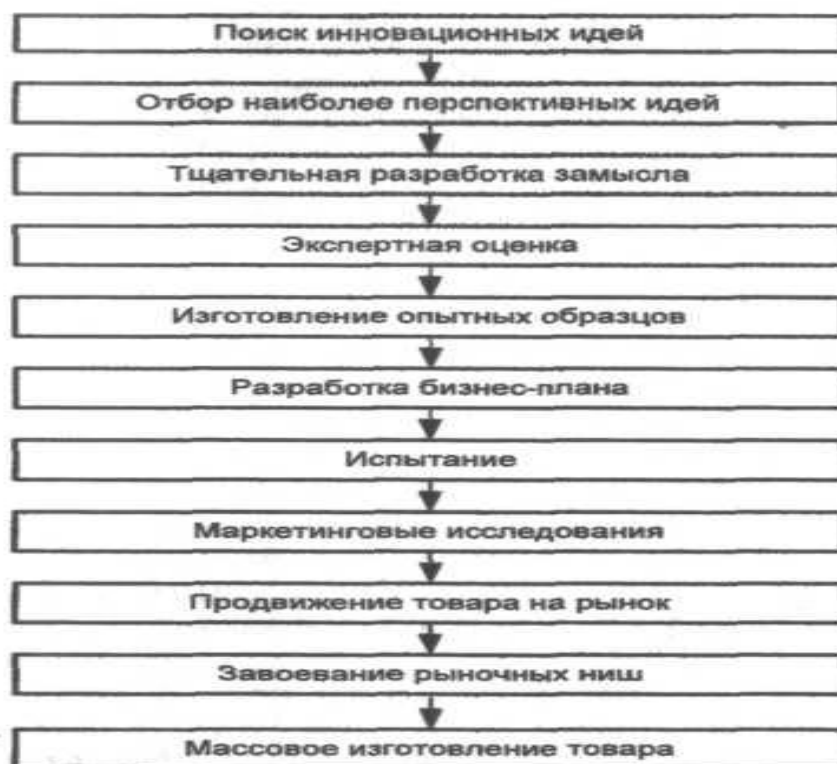 Поиск инновационных идей
Отбор наиболее перспективных идей
Тщательная разработка замысла
Экспертная оценка
Изготовление опытных образцов
Разработка бизнес-плана
Испытание
Маркетинговые исследования
Продвижение товара на рынок
Завоевание рыночных ниш
Массовое изготовление товара